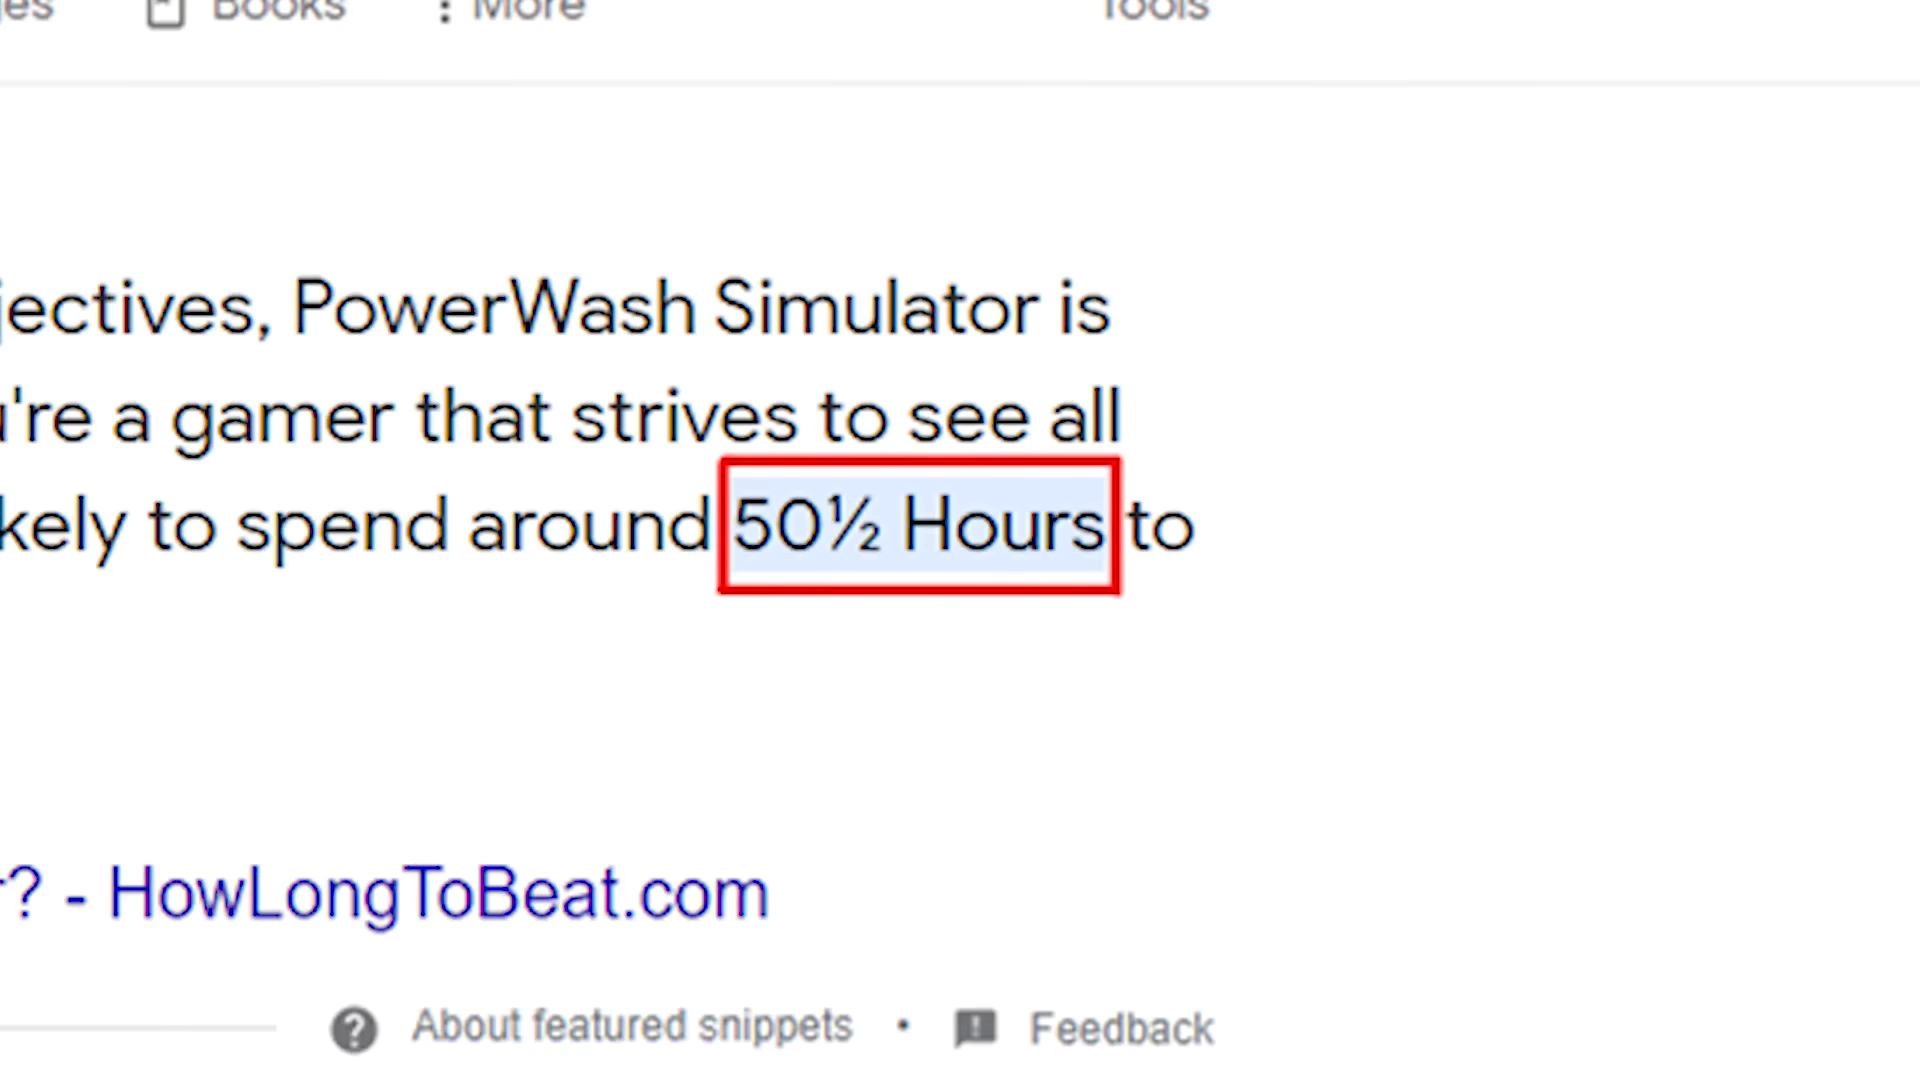 Books More Tools
jectives, PowerWash Simulator is
u're a gamer that strives to see all
kely to spend around 50½ Hours to
r? - HowLongToBeat.com
About featured snippets • Feedback